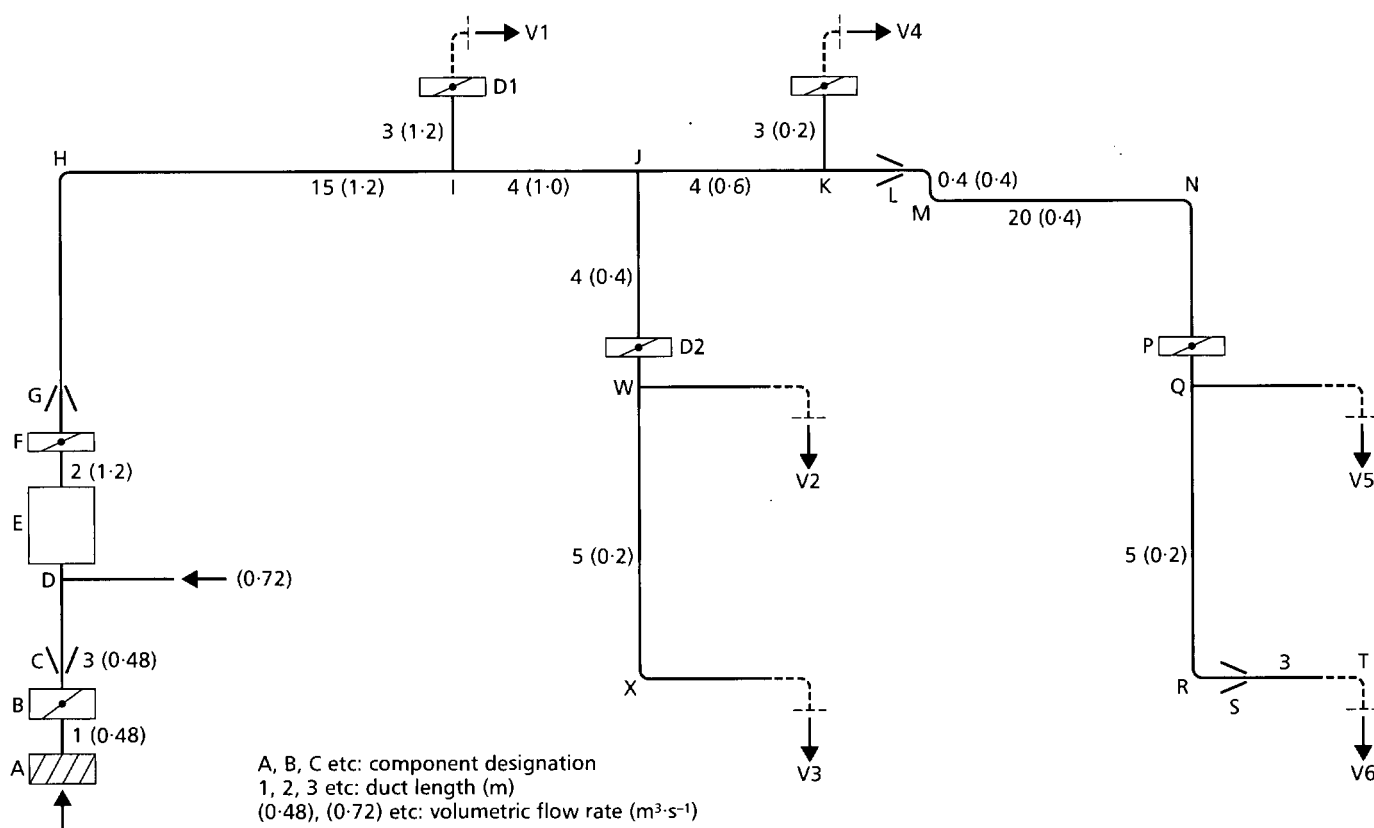 V1
V4
D1
3 (1·2)
3 (0·2)
H
J
15 (1·2)
I
4 (1·0)
4 (0·6)
K
L
0·4 (0·4)
M
20 (0·4)
N
4 (0·4)
D2
P
W
Q
G
F
2 (1·2)
V2
V5
E
D
(0·72)
5 (0·2)
5 (0·2)
C
3 (0·48)
B
1 (0·48)
A
X
R
S
3
T
V3
V6
A, B, C etc: component designation
1, 2, 3 etc: duct length (m)
(0·48), (0·72) etc: volumetric flow rate (m³·s⁻¹)